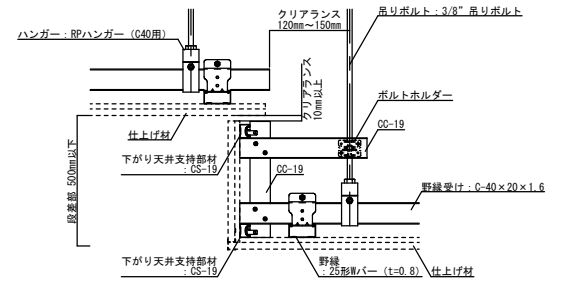 クリアランス
120mm～150mm
吊りボルト：3/8” 吊りボルト
ハンガー：RPハンガー（C40用）
クリアランス
10mm以上
ボルトホルダー
CC-19
仕上げ材
下がり天井支持部材
：CS-19
CC-19
段差部 500mm以下
野縁受け：C-40×20×1.6
下がり天井支持部材
：CS-19
野縁
：25形Wバー（t=0.8）
仕上げ材